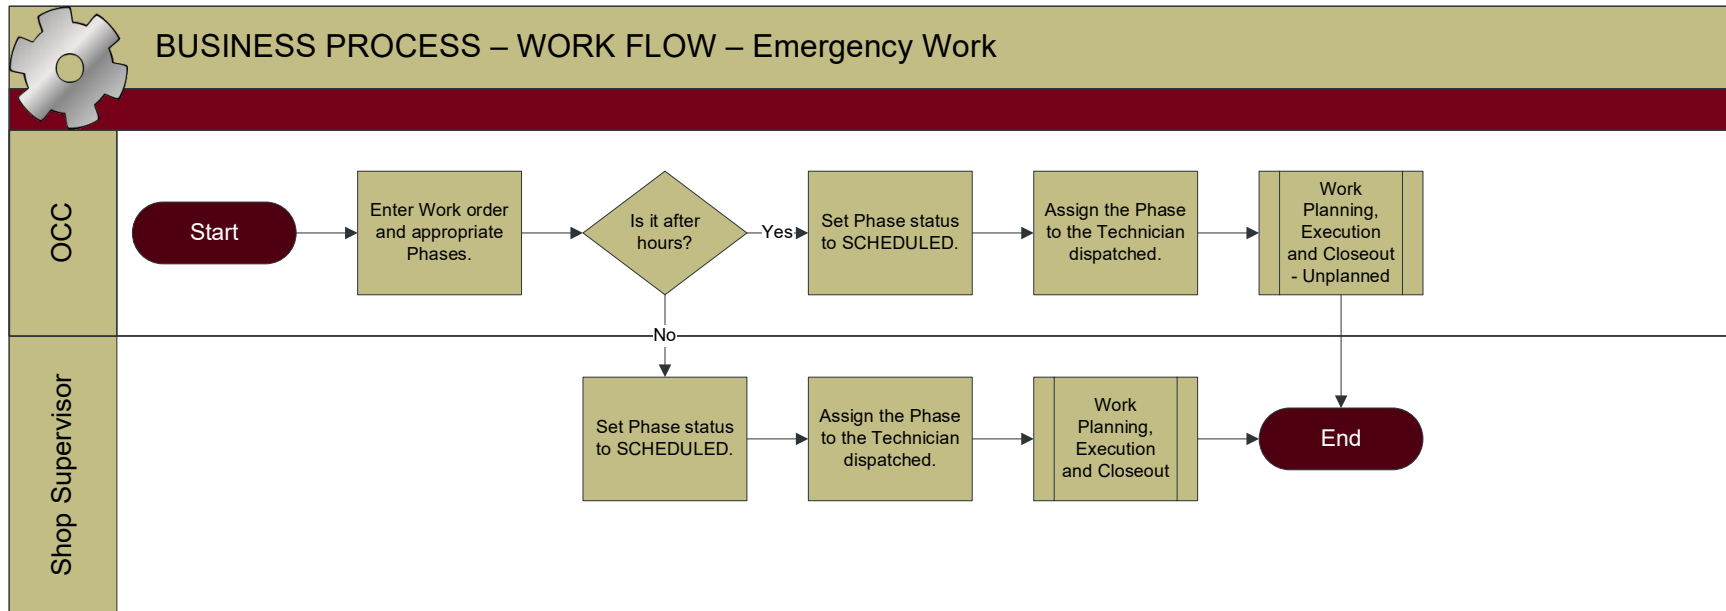 BUSINESS PROCESS – WORK FLOW – Emergency Work
OCC
Start
Enter Work order
and appropriate
Phases.
Is it after
hours?
Yes
Set Phase status
to SCHEDULED.
Assign the Phase
to the Technician
dispatched.
Work
Planning,
Execution
and Closeout
- Unplanned
No
Shop Supervisor
Set Phase status
to SCHEDULED.
Assign the Phase
to the Technician
dispatched.
Work
Planning,
Execution
and Closeout
End